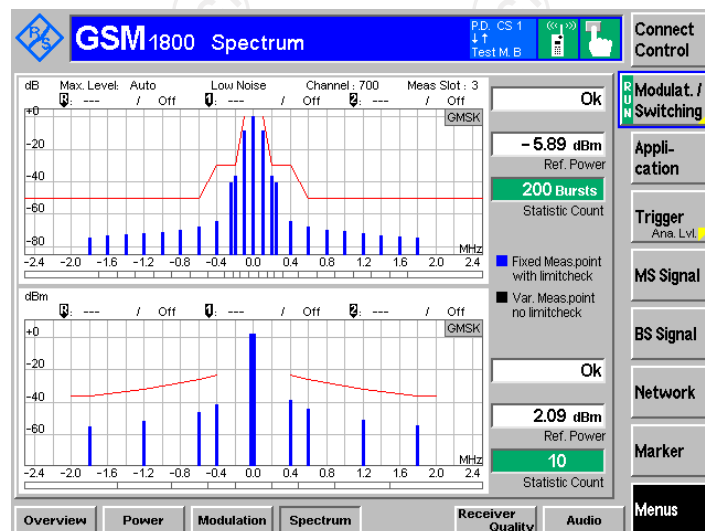 R&S
GSM1800 Spectrum
P.D. CS 1
↓↑
Test M. B
Connect
Control
dB Max. Level: Auto Low Noise Channel : 700 Meas Slot : 3
R: --- / Off 1: --- / Off 2: --- / Off
GMSK
+0
-20
-40
-60
-80
MHz
-2.4 -2.0 -1.6 -1.2 -0.8 -0.4 0.0 0.4 0.8 1.2 1.6 2.0 2.4
Ok
-5.89 dBm
Ref. Power
200 Bursts
Statistic Count
Fixed Meas.point
with limitcheck
Var. Meas.point
no limitcheck
dBm
R: --- / Off 1: --- / Off 2: --- / Off
GMSK
+0
-20
-40
-60
MHz
-2.4 -2.0 -1.6 -1.2 -0.8 -0.4 0.0 0.4 0.8 1.2 1.6 2.0 2.4
Ok
2.09 dBm
Ref. Power
10
Statistic Count
RUN
Modulat. /
Switching
Appli-
cation
Trigger
Ana. Lvl.
MS Signal
BS Signal
Network
Marker
Menus
Overview Power Modulation Spectrum Receiver
Quality Audio